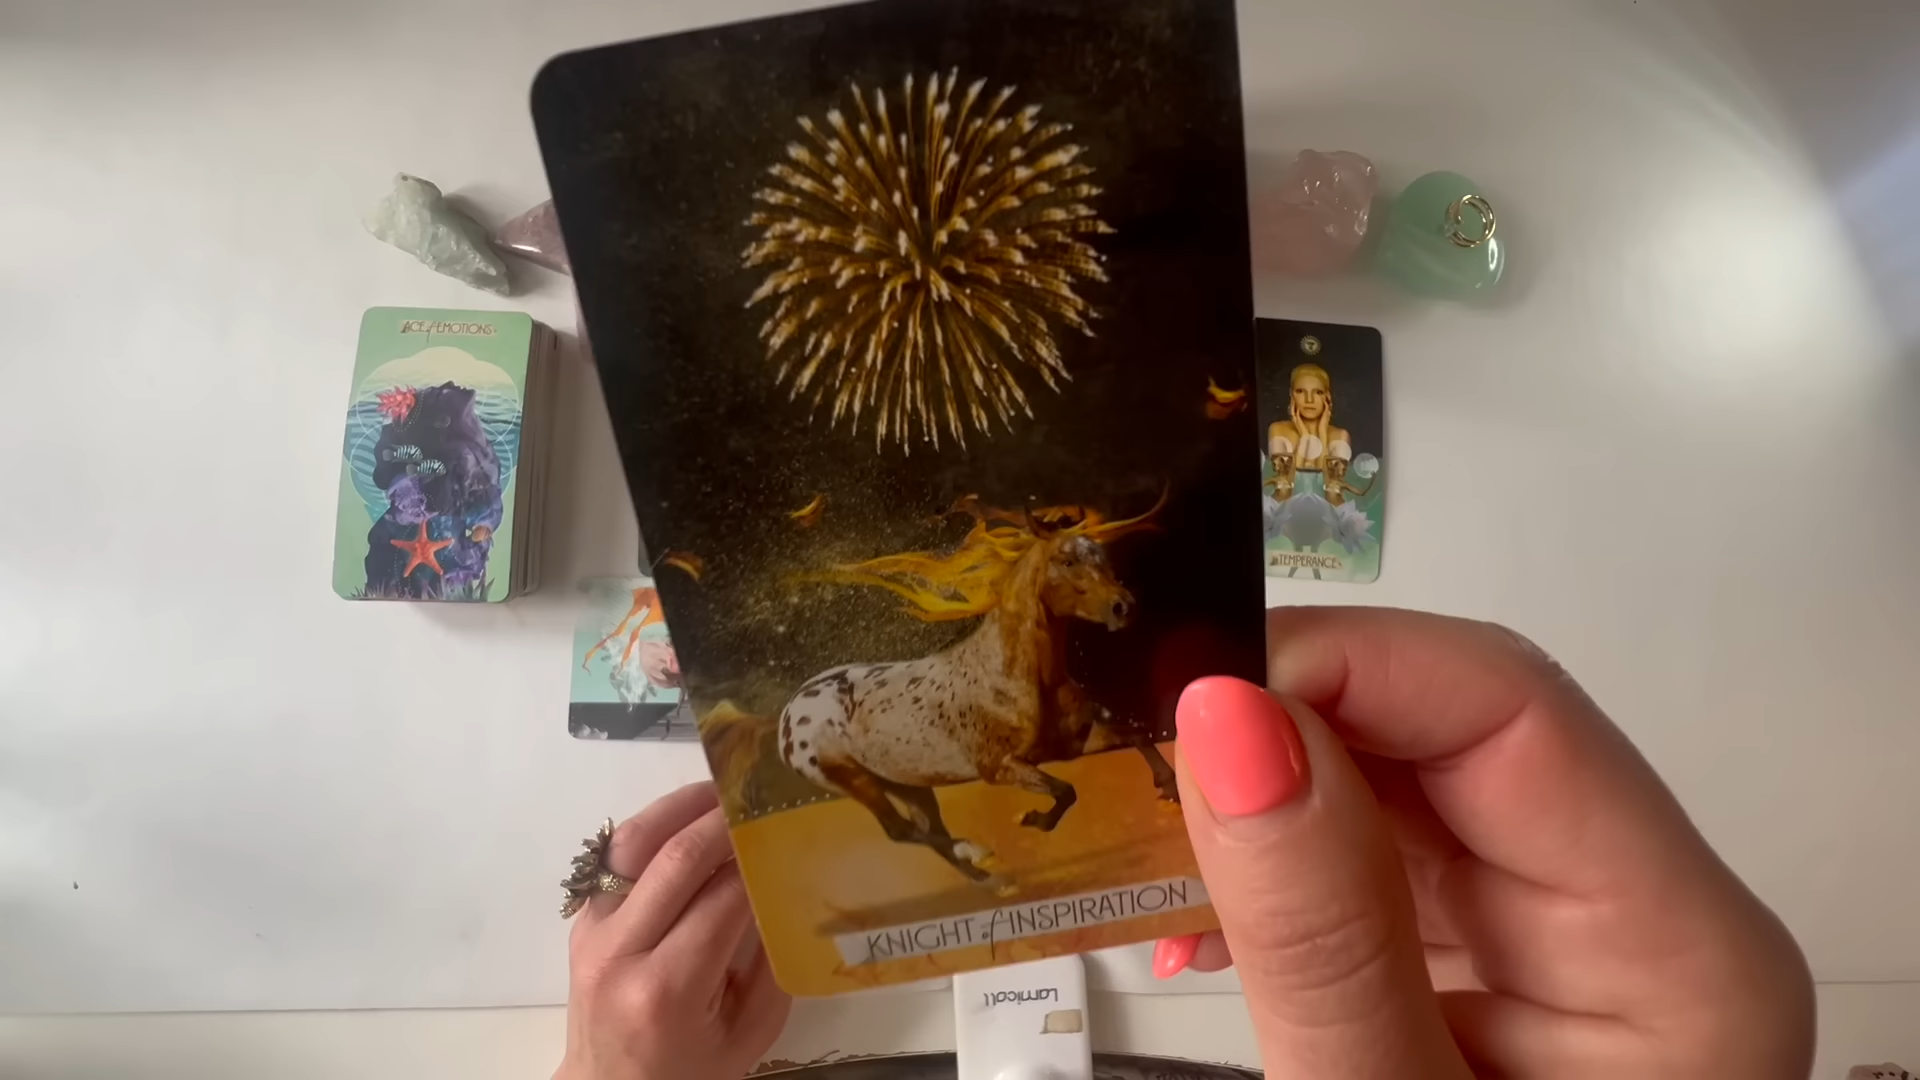 ACE of EMOTIONS
TEMPERANCE
KNIGHT of INSPIRATION
Lamicall